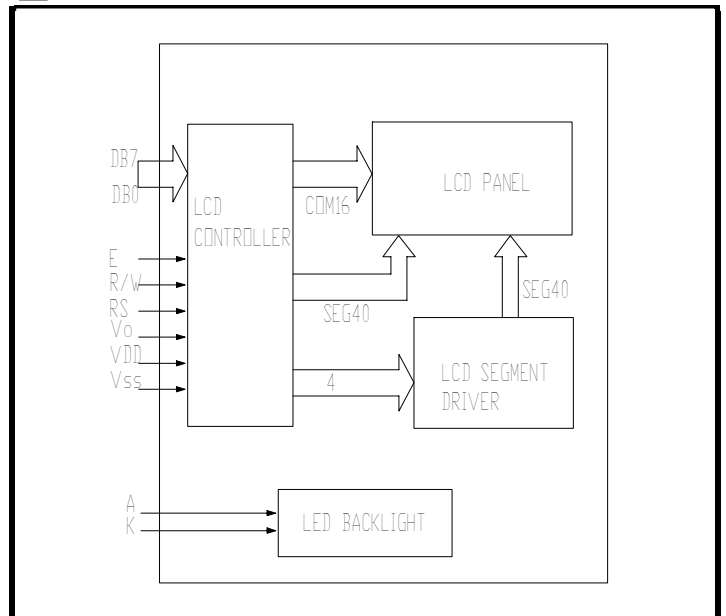 DB7
DB0
E
R/W
RS
Vo
VDD
Vss
LCD
CONTROLLER
COM16
SEG40
4
LCD PANEL
SEG40
LCD SEGMENT
DRIVER
A
K
LED BACKLIGHT